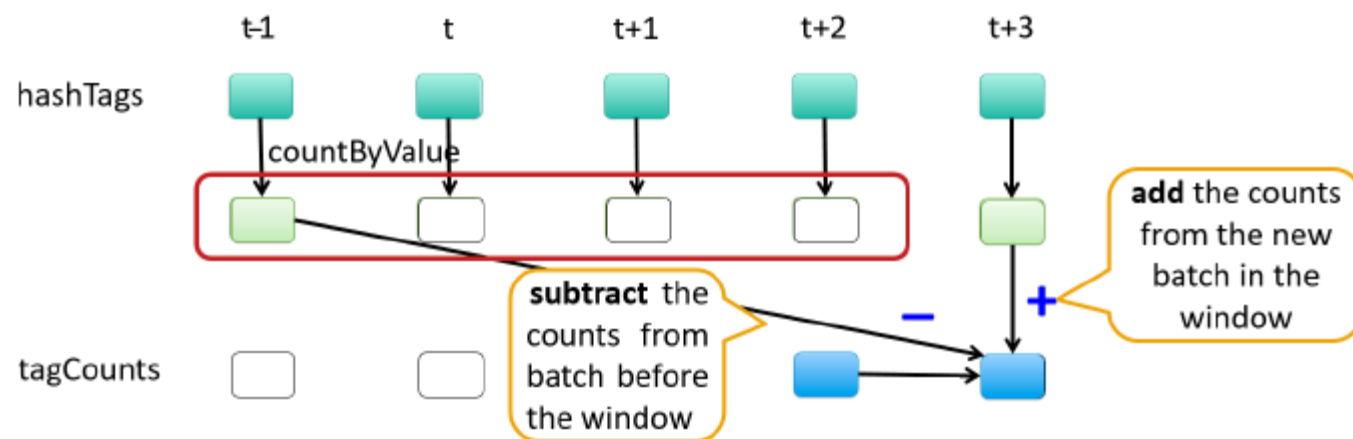 t-1 t t+1 t+2 t+3
hashTags
countByValue
add the counts
from the new
batch in the
window
subtract the
counts from
batch before
the window
− +
tagCounts